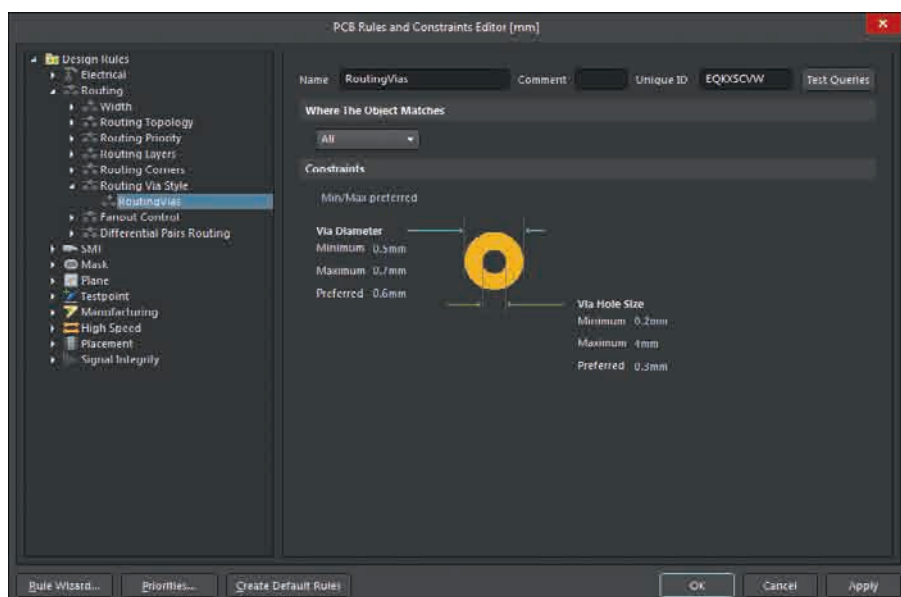 PCB Rules and Constraints Editor [mm]
Design Rules
Electrical
Routing
Width
Routing Topology
Routing Priority
Routing Layers
Routing Corners
Routing Via Style
RoutingVias
Fanout Control
Differential Pairs Routing
SMT
Mask
Plane
Testpoint
Manufacturing
High Speed
Placement
Signal Integrity
Name RoutingVias Comment Unique ID EQKXSCVW Test Queries
Where The Object Matches
All
Constraints
Min/Max preferred
Via Diameter
Minimum 0.5mm
Maximum 0.7mm
Preferred 0.6mm
Via Hole Size
Minimum 0.2mm
Maximum 4mm
Preferred 0.3mm
Rule Wizard... Priorities... Create Default Rules OK Cancel Apply